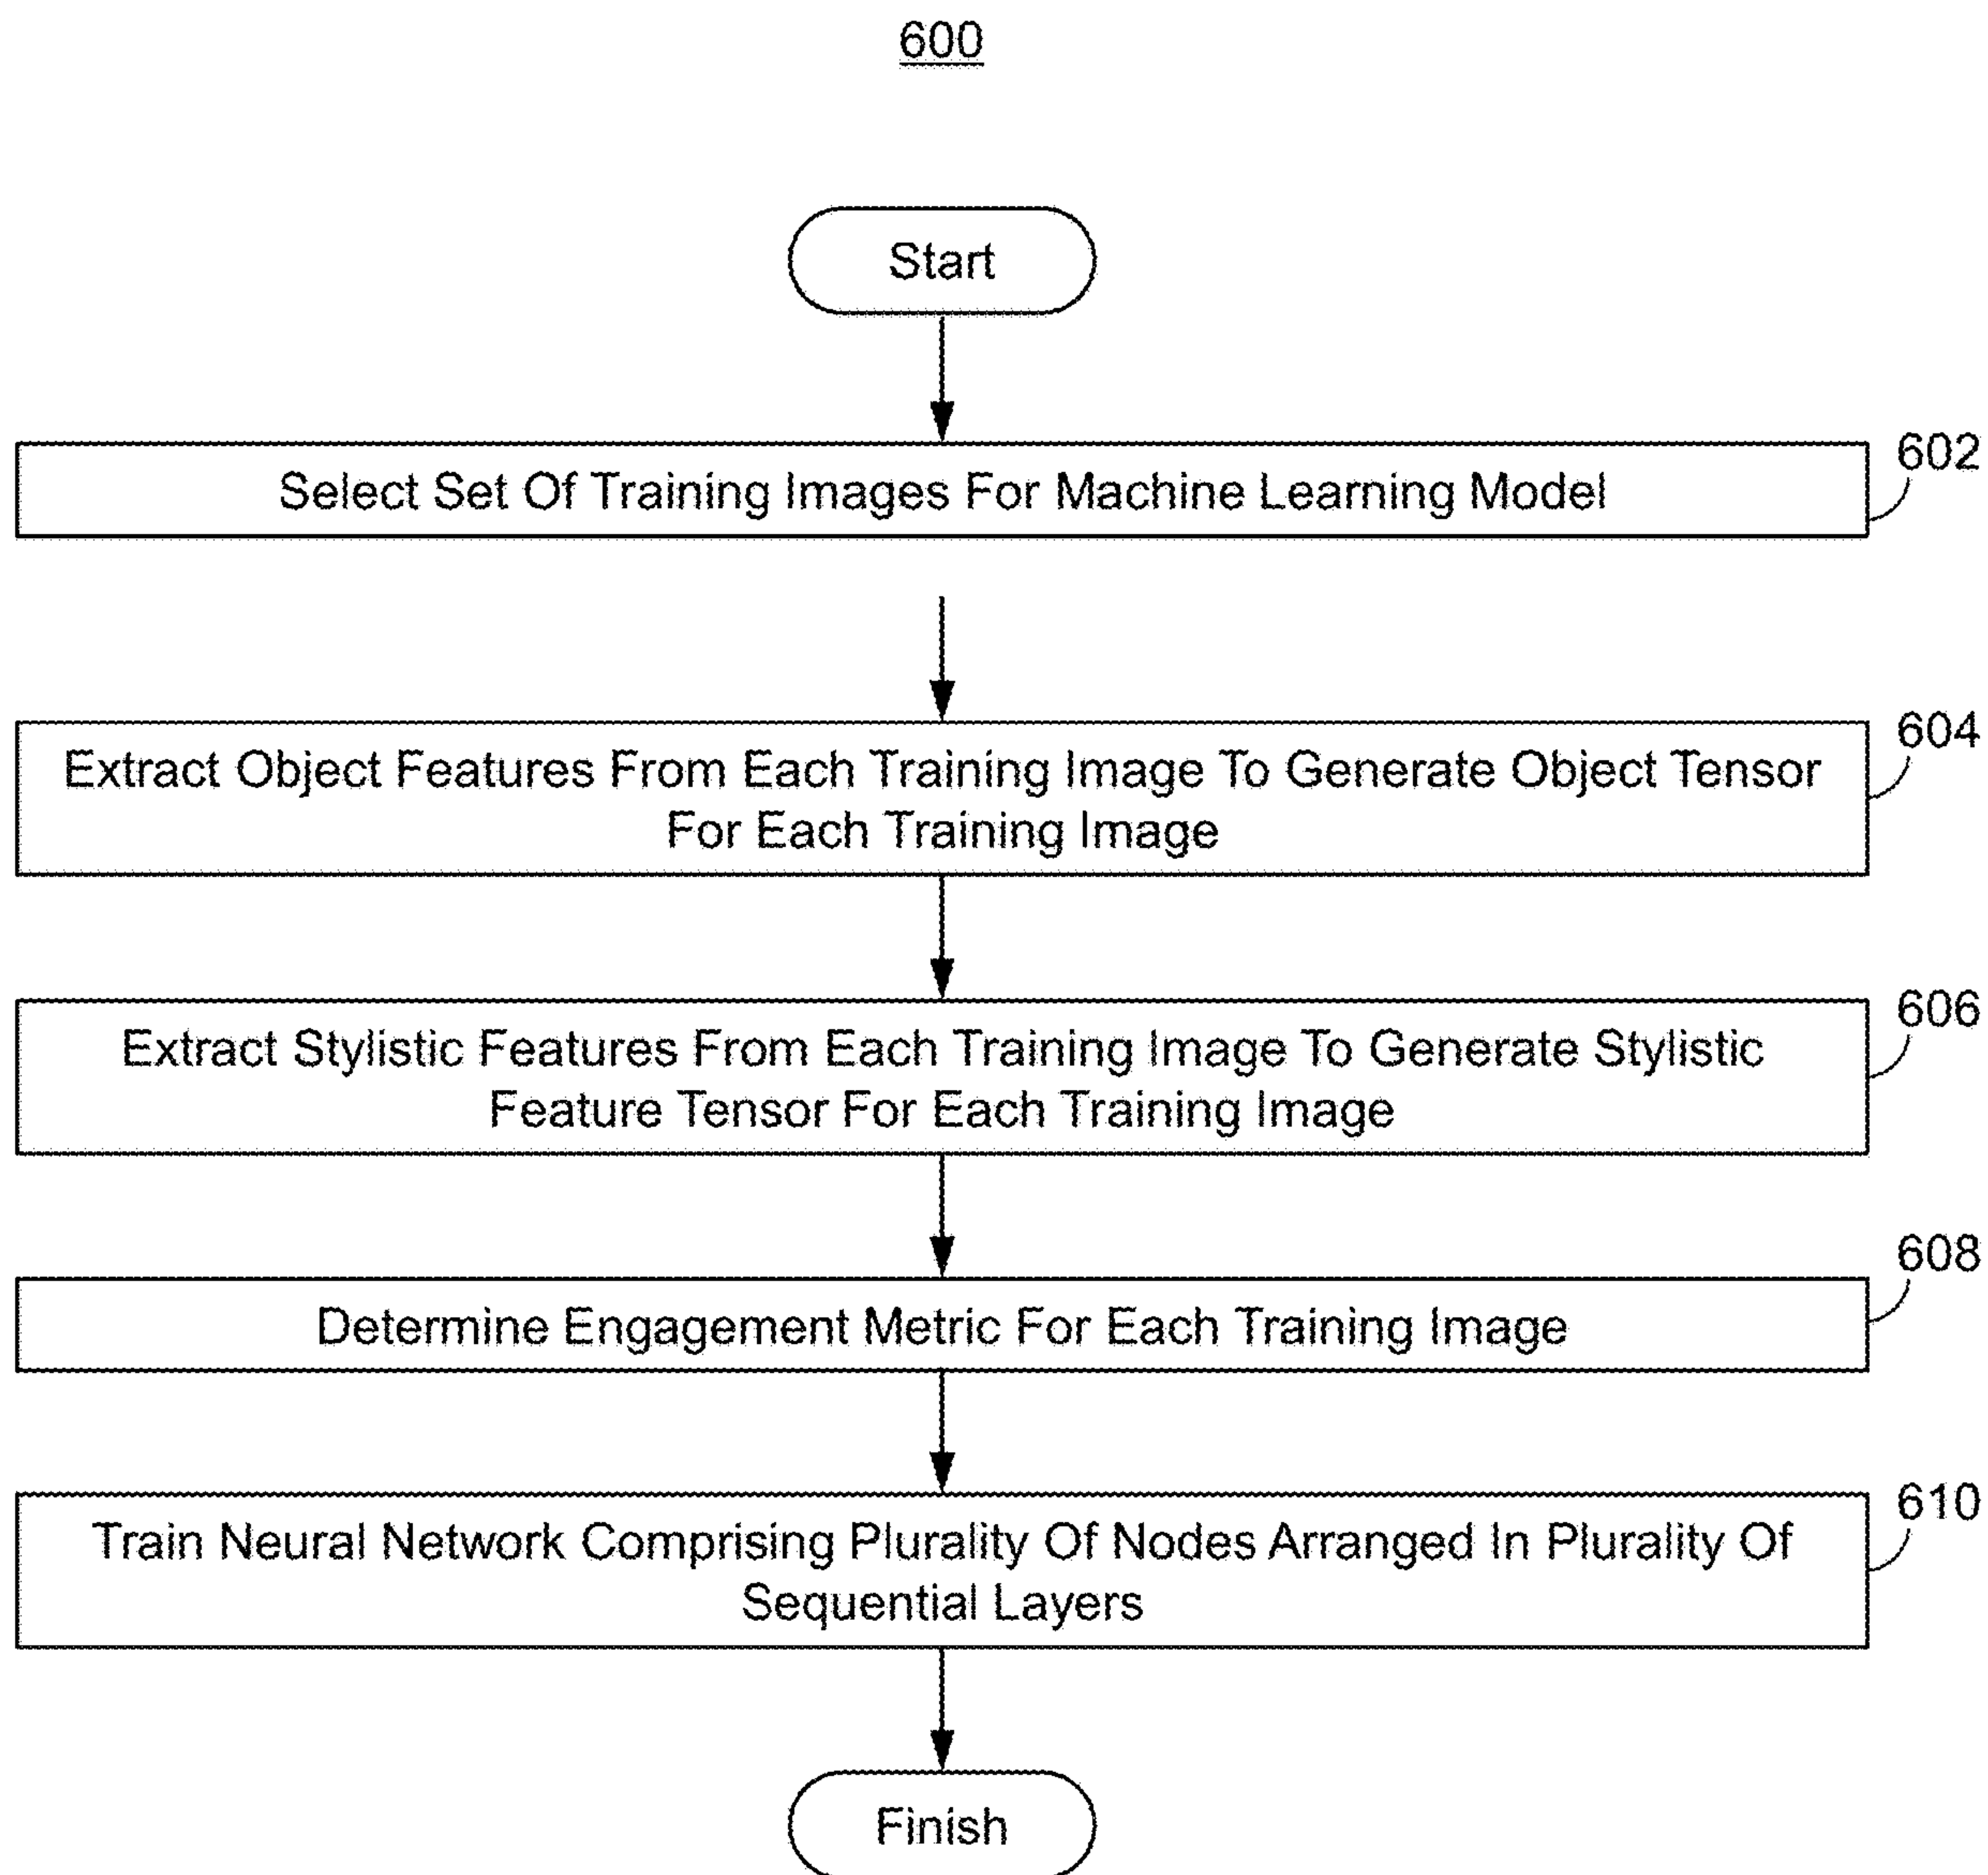 600
Start
602
Select Set Of Training Images For Machine Learning Model
604
Extract Object Features From Each Training Image To Generate Object Tensor
For Each Training Image
606
Extract Stylistic Features From Each Training Image To Generate Stylistic
Feature Tensor For Each Training Image
608
Determine Engagement Metric For Each Training Image
610
Train Neural Network Comprising Plurality Of Nodes Arranged In Plurality Of
Sequential Layers
Finish